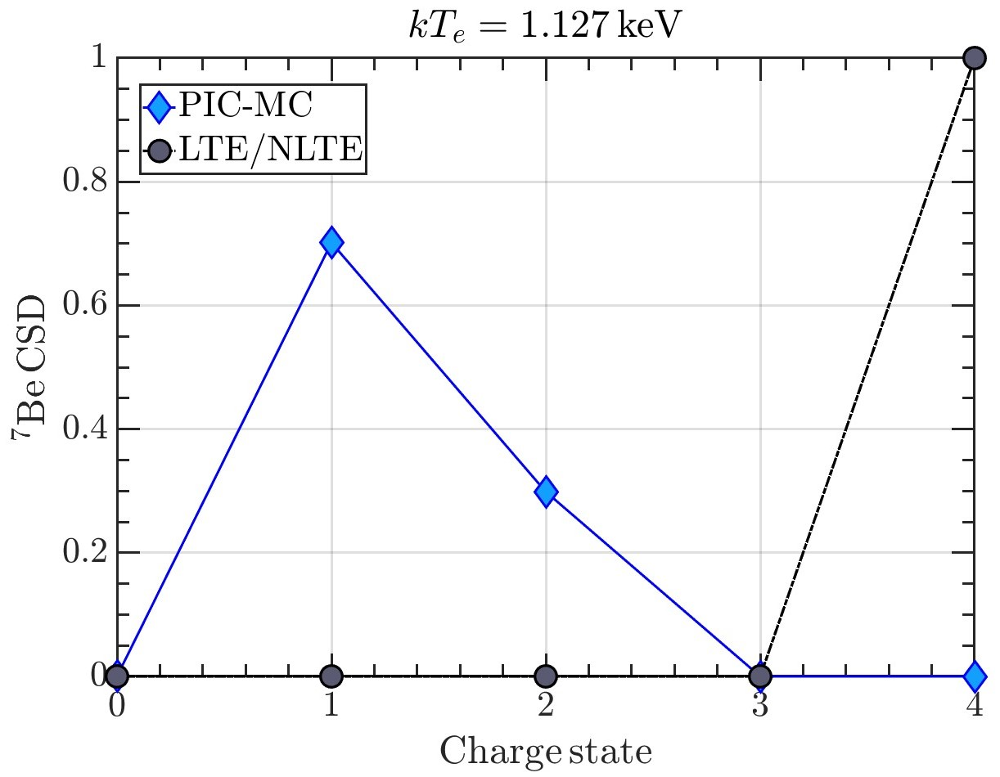 kTₑ = 1.127 keV
1
PIC-MC
LTE/NLTE
0.8
0.6
0.4
0.2
0
⁷Be CSD
0 1 2 3 4
Charge state